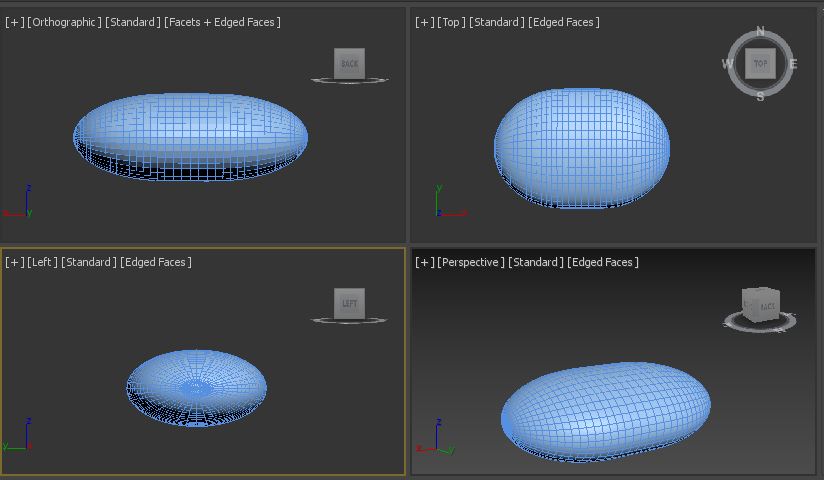 [+] [Orthographic] [Standard] [Facets + Edged Faces]
BACK
[+] [Top] [Standard] [Edged Faces]
N
W TOP E
S
z
x y
y
z x
[+] [Left] [Standard] [Edged Faces]
LEFT
[+] [Perspective] [Standard] [Edged Faces]
BACK
z
y x
z
x y